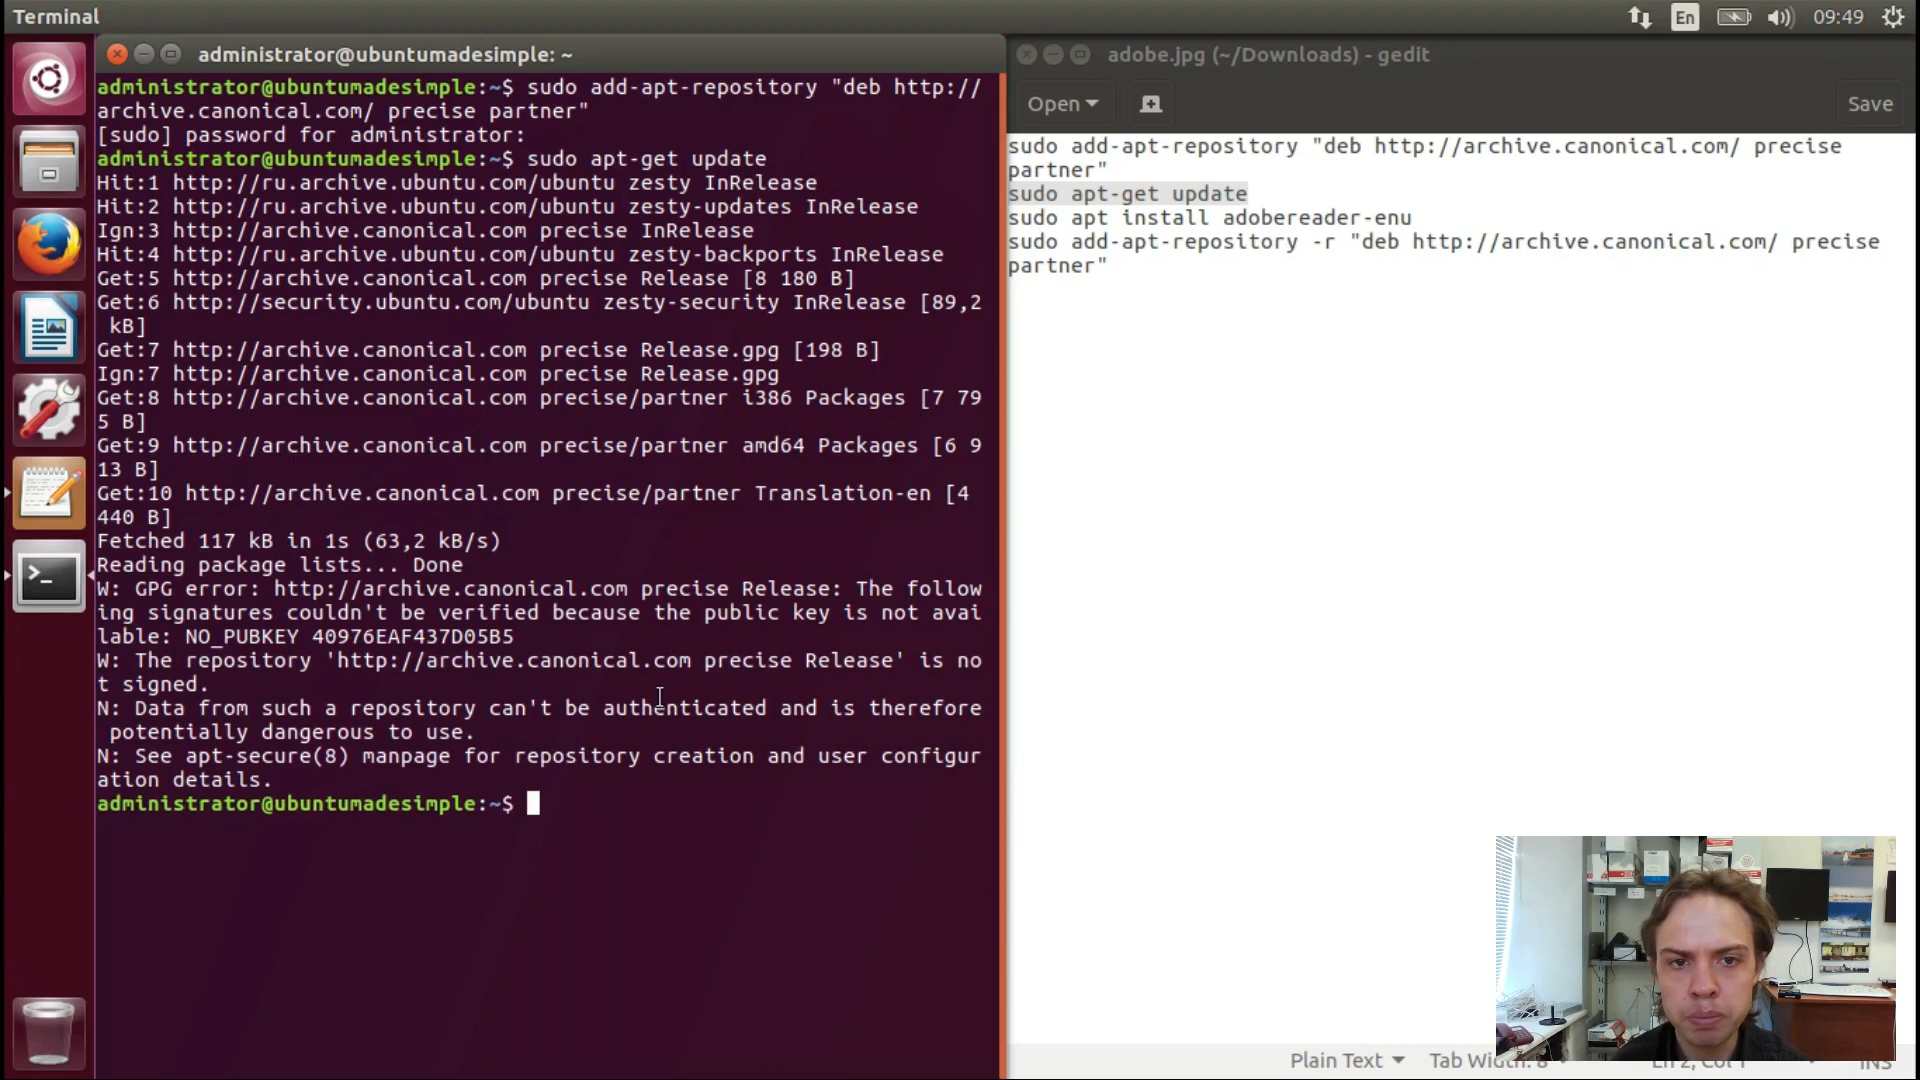 Terminal
En
09:49
administrator@ubuntumadesimple: ~
administrator@ubuntumadesimple:~$ sudo add-apt-repository "deb http://
archive.canonical.com/ precise partner"
[sudo] password for administrator:
administrator@ubuntumadesimple:~$ sudo apt-get update
Hit:1 http://ru.archive.ubuntu.com/ubuntu zesty InRelease
Hit:2 http://ru.archive.ubuntu.com/ubuntu zesty-updates InRelease
Ign:3 http://archive.canonical.com precise InRelease
Hit:4 http://ru.archive.ubuntu.com/ubuntu zesty-backports InRelease
Get:5 http://archive.canonical.com precise Release [8 180 B]
Get:6 http://security.ubuntu.com/ubuntu zesty-security InRelease [89,2
 kB]
Get:7 http://archive.canonical.com precise Release.gpg [198 B]
Ign:7 http://archive.canonical.com precise Release.gpg
Get:8 http://archive.canonical.com precise/partner i386 Packages [7 79
5 B]
Get:9 http://archive.canonical.com precise/partner amd64 Packages [6 9
13 B]
Get:10 http://archive.canonical.com precise/partner Translation-en [4 
440 B]
Fetched 117 kB in 1s (63,2 kB/s)
Reading package lists... Done
W: GPG error: http://archive.canonical.com precise Release: The follow
ing signatures couldn't be verified because the public key is not avai
lable: NO_PUBKEY 40976EAF437D05B5
W: The repository 'http://archive.canonical.com precise Release' is no
t signed.
N: Data from such a repository can't be authenticated and is therefore
 potentially dangerous to use.
N: See apt-secure(8) manpage for repository creation and user configur
ation details.
administrator@ubuntumadesimple:~$
adobe.jpg (~/Downloads) - gedit
Open
Save
sudo add-apt-repository "deb http://archive.canonical.com/ precise
partner"
sudo apt-get update
sudo apt install adobereader-enu
sudo add-apt-repository -r "deb http://archive.canonical.com/ precise
partner"
Plain Text
Tab Width: 8
Ln 2, Col 1
INS